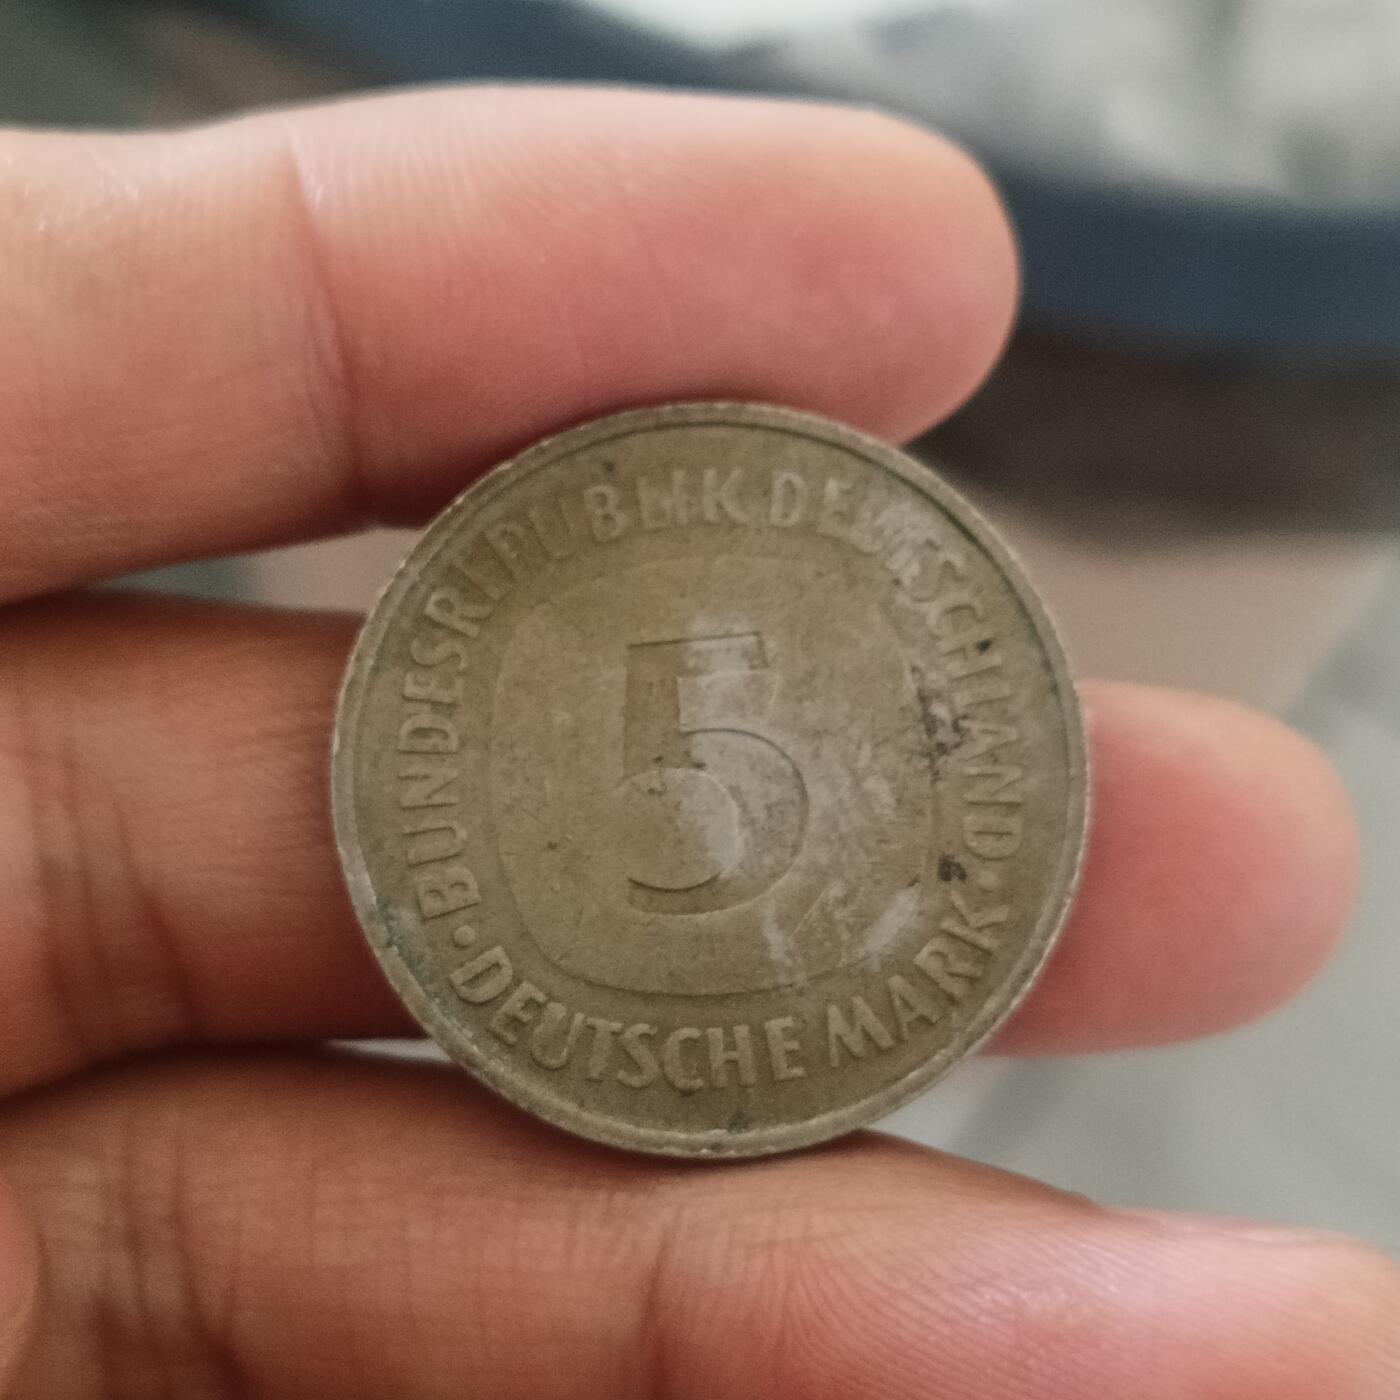 BUNDESREPUBLIK DEUTSCHLAND
5
· DEUTSCHE MARK ·